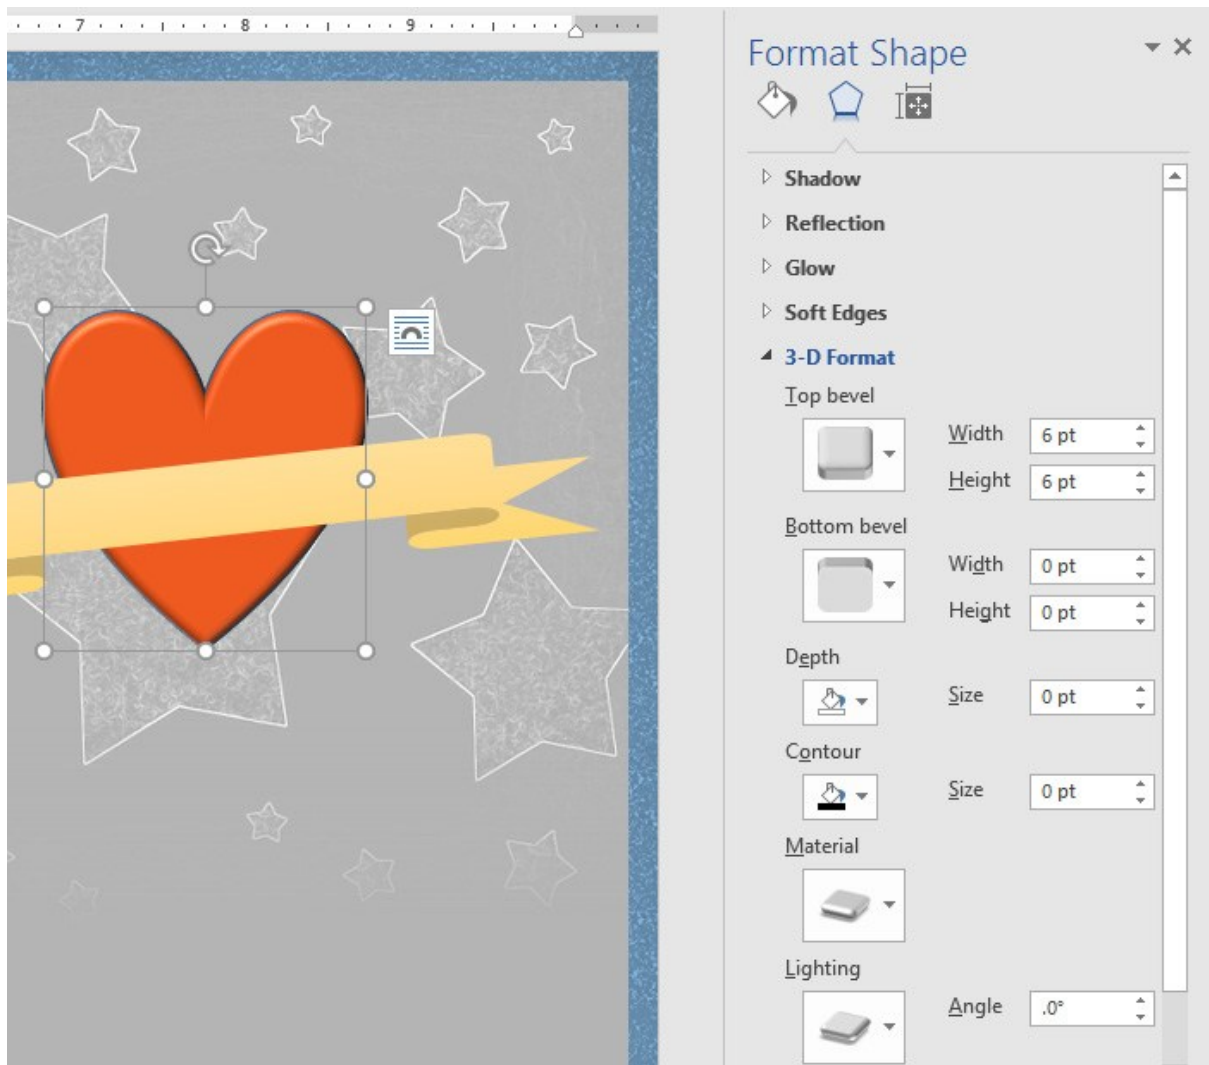 7 8 9
Format Shape
Shadow
Reflection
Glow
Soft Edges
3-D Format
Top bevel
Width 6 pt
Height 6 pt
Bottom bevel
Width 0 pt
Height 0 pt
Depth
Size 0 pt
Contour
Size 0 pt
Material
Lighting
Angle .0°